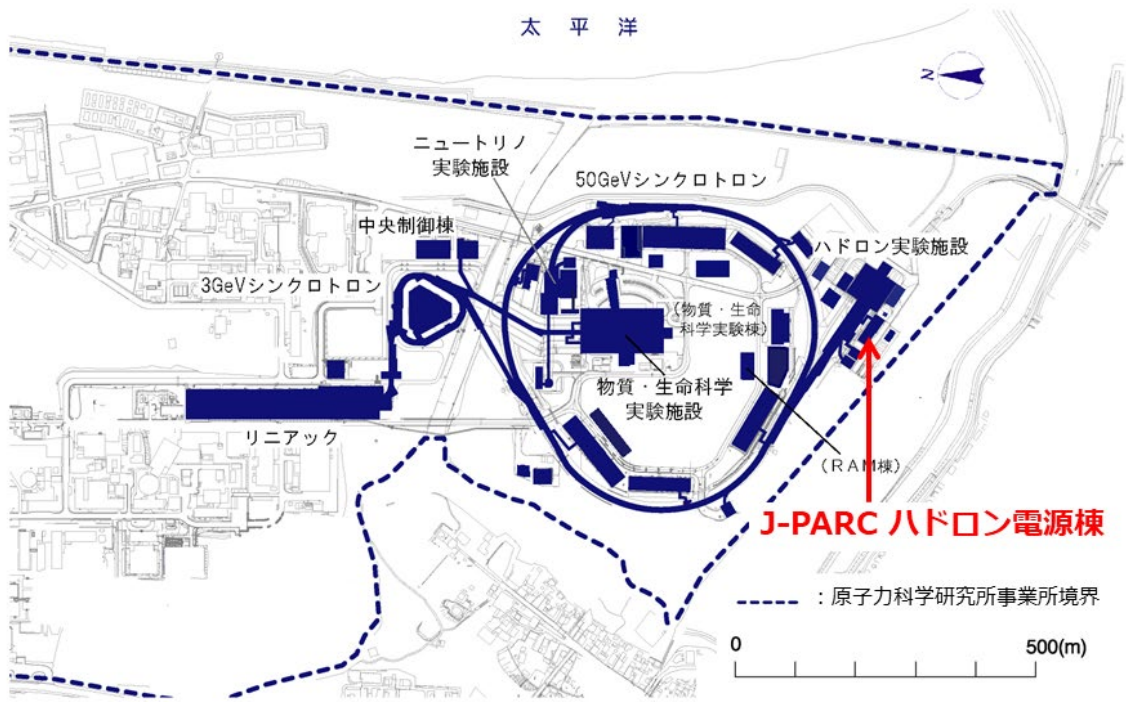 太 平 洋
N
ニュートリノ
実験施設
50GeVシンクロトロン
中央制御棟
ハドロン実験施設
3GeVシンクロトロン
(物質・生命
科学実験棟)
物質・生命科学
実験施設
リニアック
(RAM棟)
J-PARC ハドロン電源棟
:原子力科学研究所事業所境界
0 500(m)